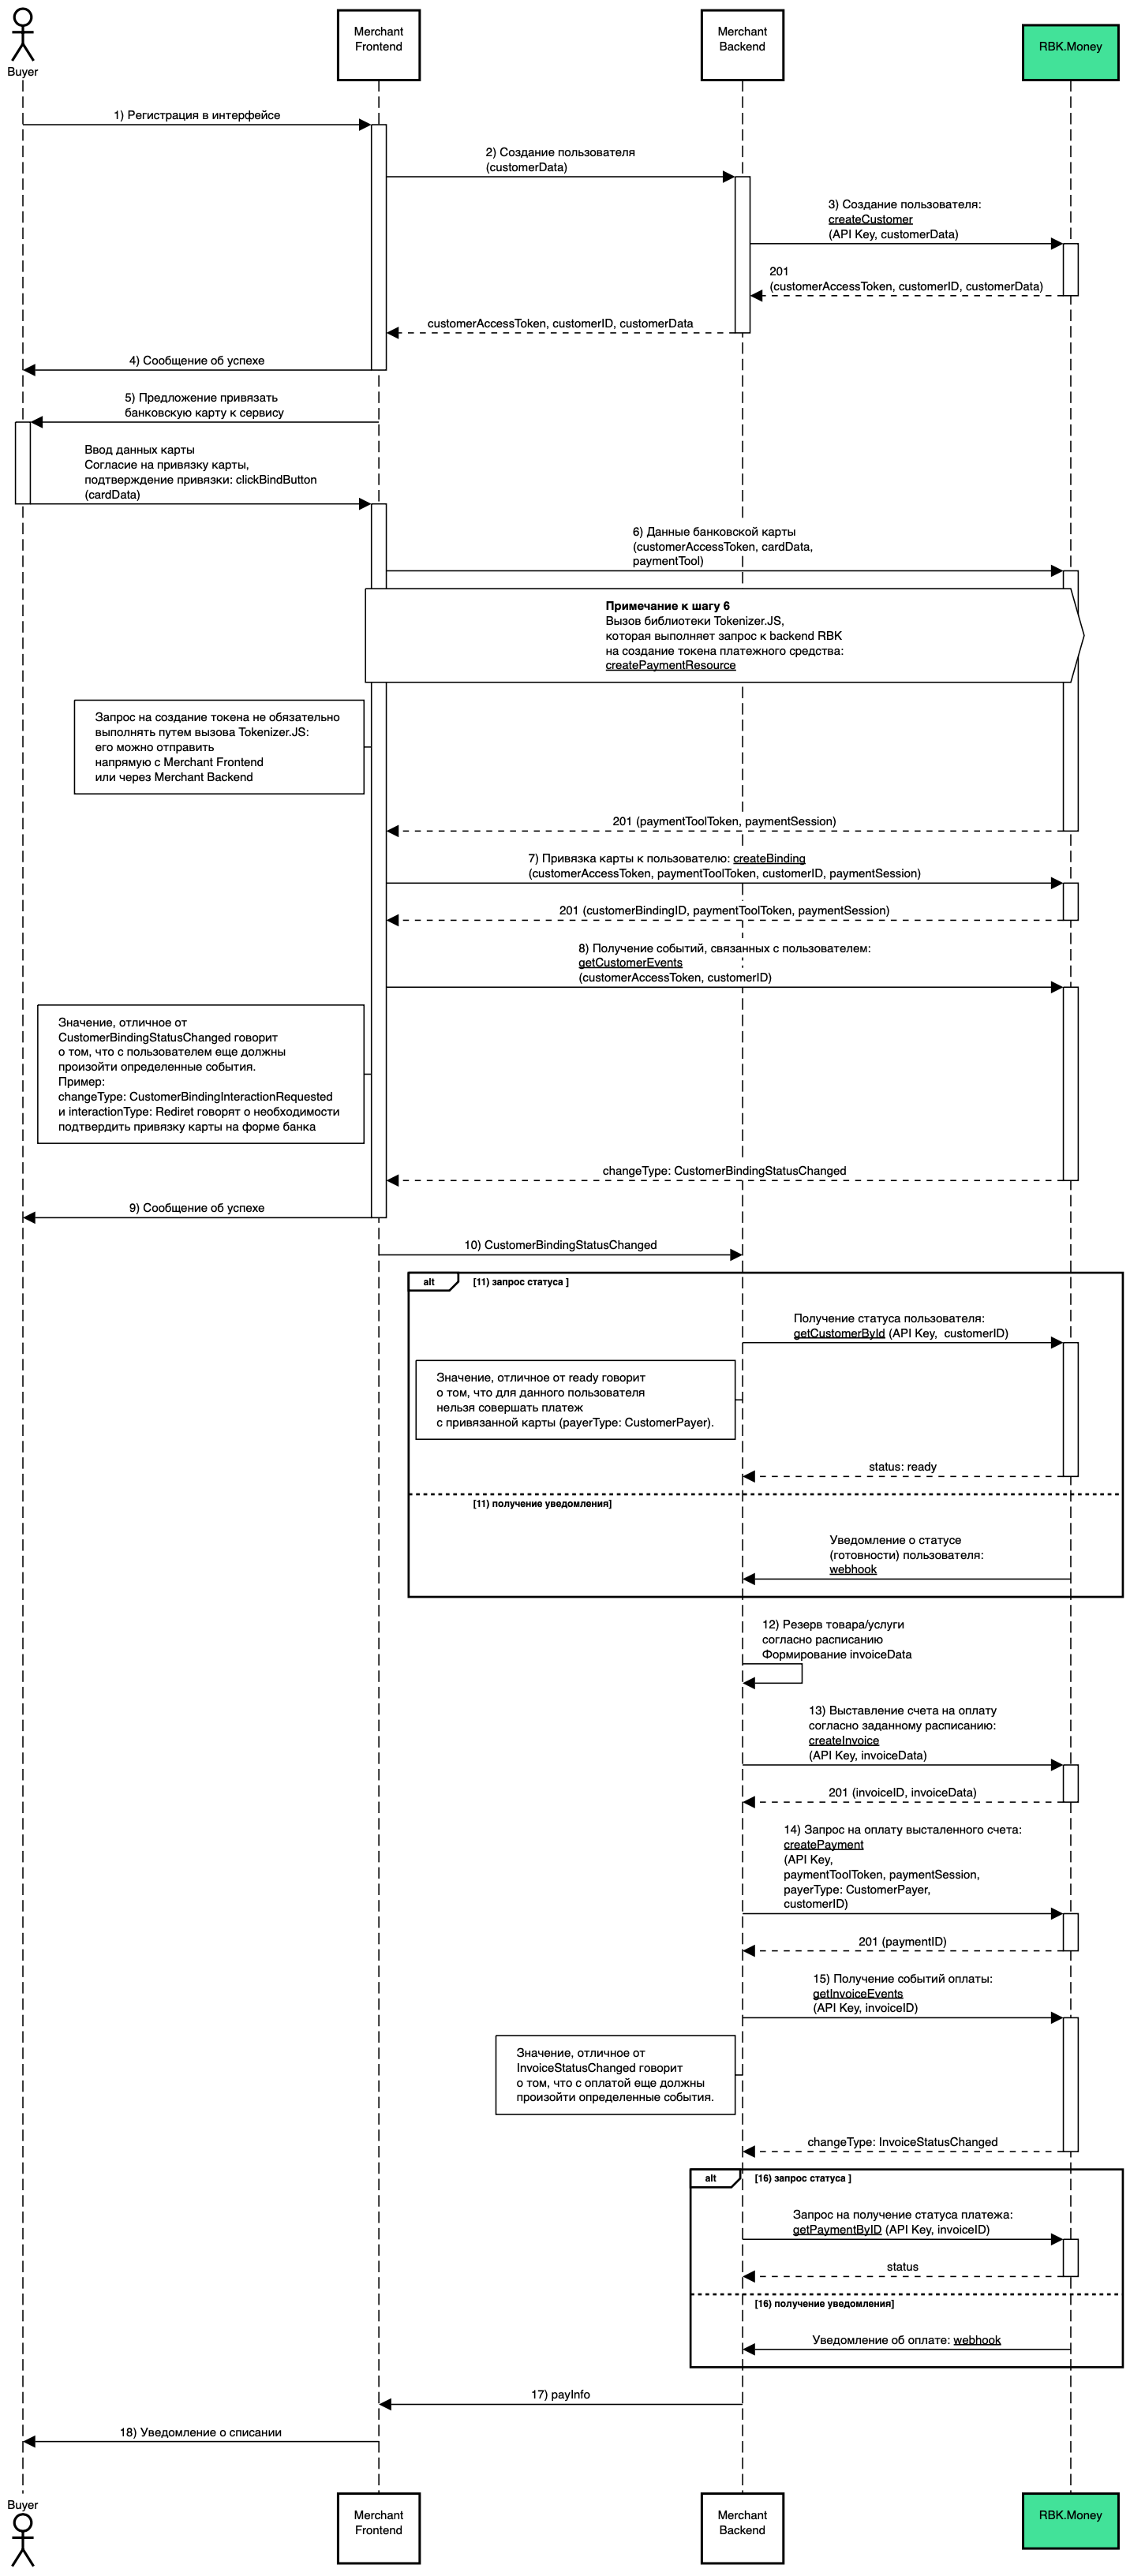 Buyer
Merchant
Frontend
Merchant
Backend
RBK.Money
1) Регистрация в интерфейсе
2) Создание пользователя
(customerData)
3) Создание пользователя:
createCustomer
(API Key, customerData)
201
(customerAccessToken, customerID, customerData)
customerAccessToken, customerID, customerData
4) Сообщение об успехе
5) Предложение привязать
банковскую карту к сервису
Ввод данных карты
Согласие на привязку карты,
подтверждение привязки: clickBindButton
(cardData)
6) Данные банковской карты
(customerAccessToken, cardData,
paymentTool)
Примечание к шагу 6
Вызов библиотеки Tokenizer.JS,
которая выполняет запрос к backend RBK
на создание токена платежного средства:
createPaymentResource
Запрос на создание токена не обязательно
выполнять путем вызова Tokenizer.JS:
его можно отправить
напрямую с Merchant Frontend
или через Merchant Backend
201 (paymentToolToken, paymentSession)
7) Привязка карты к пользователю: createBinding
(customerAccessToken, paymentToolToken, customerID, paymentSession)
201 (customerBindingID, paymentToolToken, paymentSession)
8) Получение событий, связанных с пользователем:
getCustomerEvents
(customerAccessToken, customerID)
Значение, отличное от
CustomerBindingStatusChanged говорит
о том, что с пользователем еще должны
произойти определенные события.
Пример:
changeType: CustomerBindingInteractionRequested
и interactionType: Rediret говорят о необходимости
подтвердить привязку карты на форме банка
changeType: CustomerBindingStatusChanged
9) Сообщение об успехе
10) CustomerBindingStatusChanged
alt [11) запрос статуса ]
Получение статуса пользователя:
getCustomerById (API Key, customerID)
Значение, отличное от ready говорит
о том, что для данного пользователя
нельзя совершать платеж
с привязанной карты (payerType: CustomerPayer).
status: ready
[11) получение уведомления]
Уведомление о статусе
(готовности) пользователя:
webhook
12) Резерв товара/услуги
согласно расписанию
Формирование invoiceData
13) Выставление счета на оплату
согласно заданному расписанию:
createInvoice
(API Key, invoiceData)
201 (invoiceID, invoiceData)
14) Запрос на оплату высталенного счета:
createPayment
(API Key,
paymentToolToken, paymentSession,
payerType: CustomerPayer,
customerID)
201 (paymentID)
15) Получение событий оплаты:
getInvoiceEvents
(API Key, invoiceID)
Значение, отличное от
InvoiceStatusChanged говорит
о том, что с оплатой еще должны
произойти определенные события.
changeType: InvoiceStatusChanged
alt [16) запрос статуса ]
Запрос на получение статуса платежа:
getPaymentByID (API Key, invoiceID)
status
[16) получение уведомления]
Уведомление об оплате: webhook
17) payInfo
18) Уведомление о списании
Buyer
Merchant
Frontend
Merchant
Backend
RBK.Money